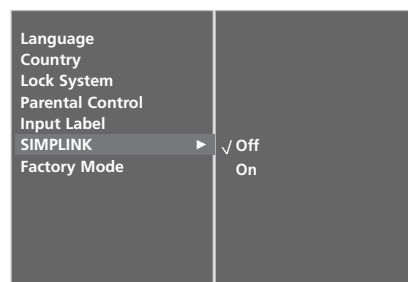 Language
Country
Lock System
Parental Control
Input Label
SIMPLINK ► √ Off
Factory Mode On